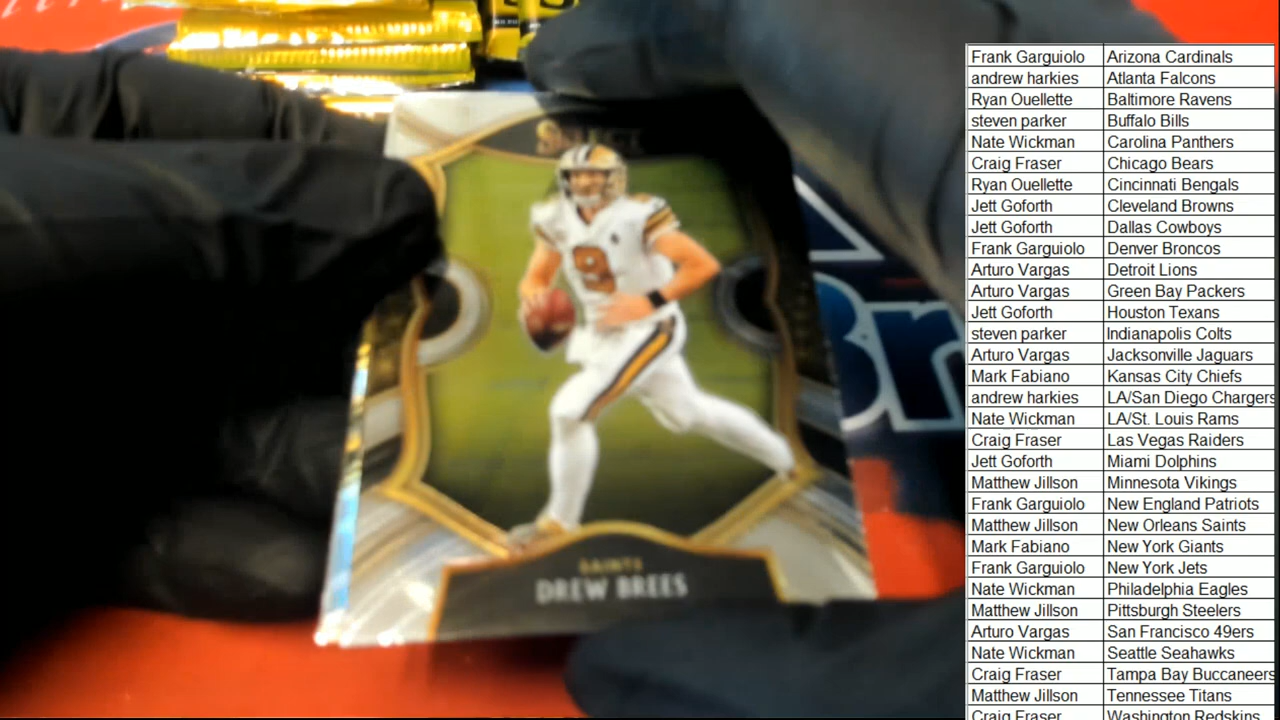 SELECT
9
SAINTS
DREW BREES
Br
Frank Garguiolo Arizona Cardinals
andrew harkies Atlanta Falcons
Ryan Ouellette Baltimore Ravens
steven parker Buffalo Bills
Nate Wickman Carolina Panthers
Craig Fraser Chicago Bears
Ryan Ouellette Cincinnati Bengals
Jett Goforth Cleveland Browns
Jett Goforth Dallas Cowboys
Frank Garguiolo Denver Broncos
Arturo Vargas Detroit Lions
Arturo Vargas Green Bay Packers
Jett Goforth Houston Texans
steven parker Indianapolis Colts
Arturo Vargas Jacksonville Jaguars
Mark Fabiano Kansas City Chiefs
andrew harkies LA/San Diego Chargers
Nate Wickman LA/St. Louis Rams
Craig Fraser Las Vegas Raiders
Jett Goforth Miami Dolphins
Matthew Jillson Minnesota Vikings
Frank Garguiolo New England Patriots
Matthew Jillson New Orleans Saints
Mark Fabiano New York Giants
Frank Garguiolo New York Jets
Nate Wickman Philadelphia Eagles
Matthew Jillson Pittsburgh Steelers
Arturo Vargas San Francisco 49ers
Nate Wickman Seattle Seahawks
Craig Fraser Tampa Bay Buccaneers
Matthew Jillson Tennessee Titans
Craig Fraser Washington Redskins